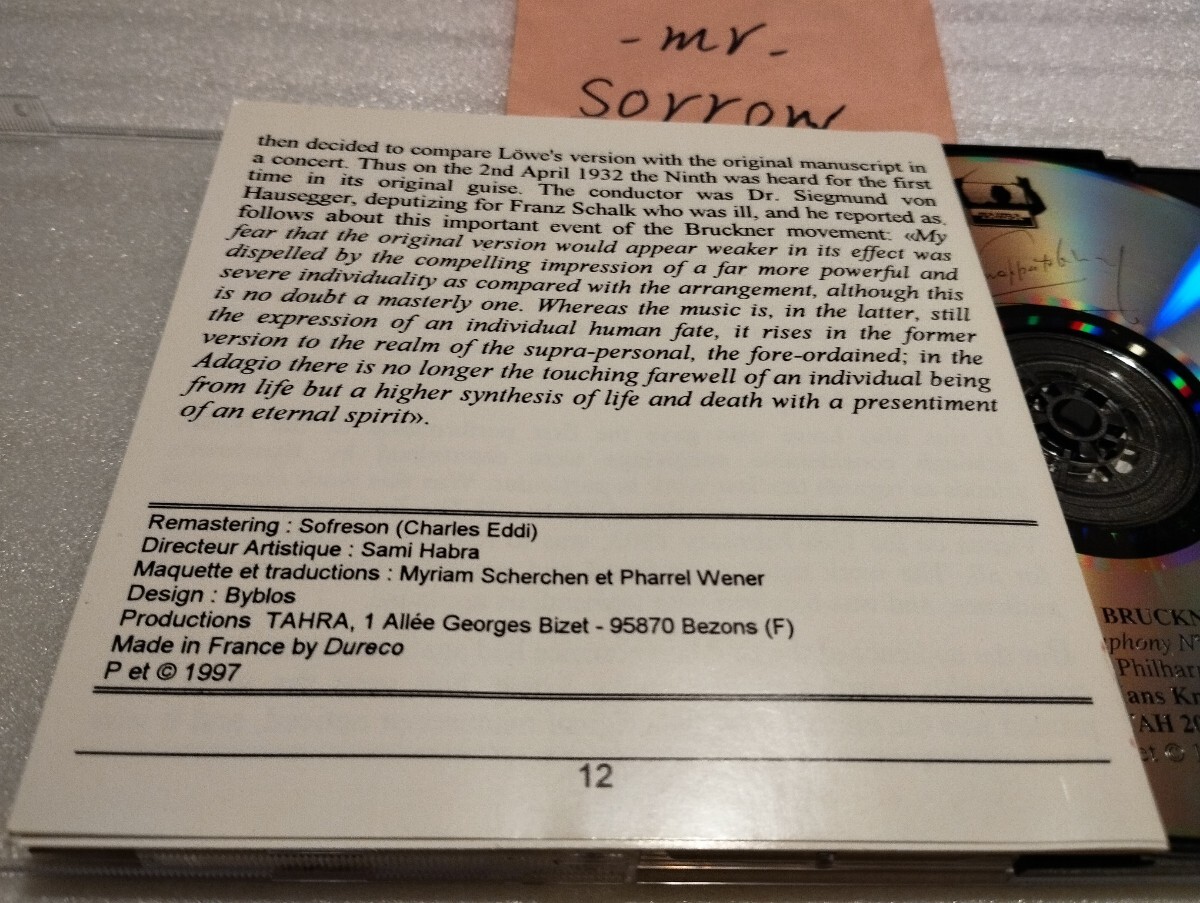 - mr -
sorrow
then decided to compare Löwe's version with the original manuscript in
a concert. Thus on the 2nd April 1932 the Ninth was heard for the first
time in its original guise. The conductor was Dr. Siegmund von
Hausegger, deputizing for Franz Schalk who was ill, and he reported as
follows about this important event of the Bruckner movement: «My
fear that the original version would appear weaker in its effect was
dispelled by the compelling impression of a far more powerful and
severe individuality as compared with the arrangement, although this
is no doubt a masterly one. Whereas the music is, in the latter, still
the expression of an individual human fate, it rises in the former
version to the realm of the supra-personal, the fore-ordained; in the
Adagio there is no longer the touching farewell of an individual being
from life but a higher synthesis of life and death with a presentiment
of an eternal spirit».
Remastering : Sofreson (Charles Eddi)
Directeur Artistique : Sami Habra
Maquette et traductions : Myriam Scherchen et Pharrel Wener
Design : Byblos
Productions TAHRA, 1 Allée Georges Bizet - 95870 Bezons (F)
Made in France by Dureco
P et © 1997
12
BRUCKN
phony N
Philhar
ans Kn
AH 20
et ©